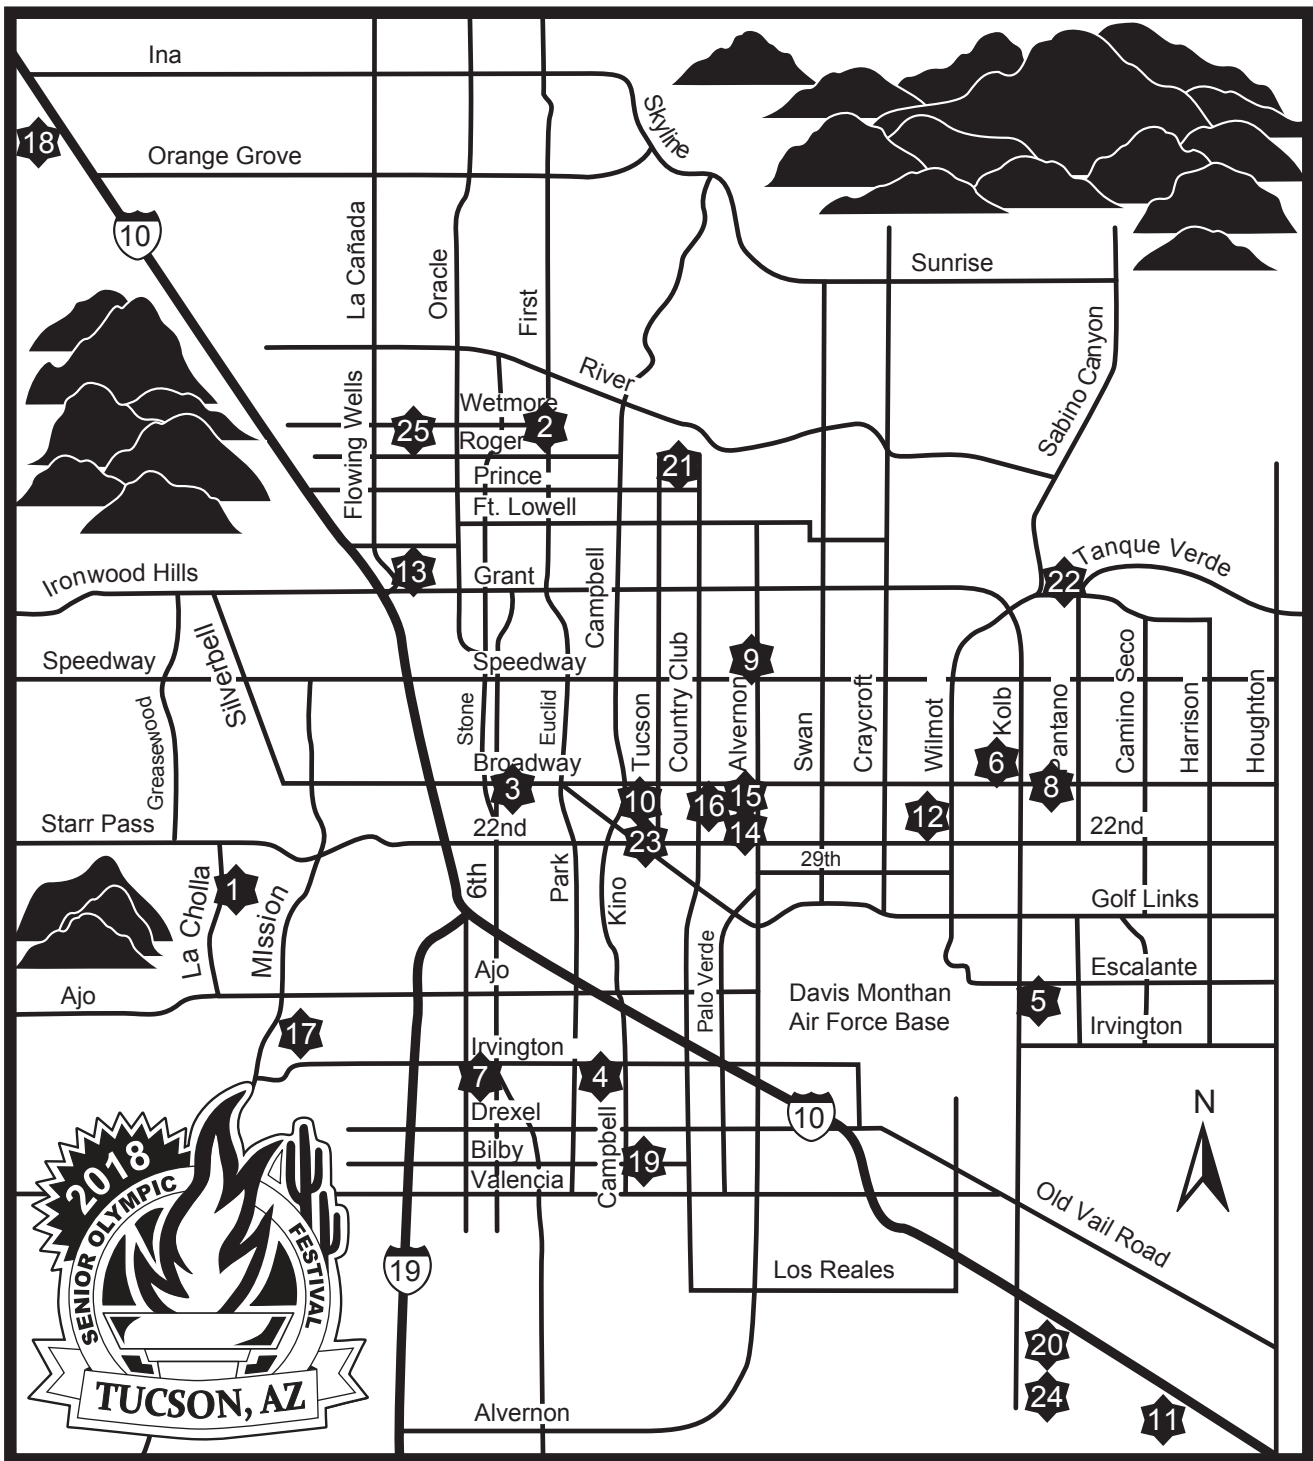 Ina
Skyline
18
Orange Grove
10
La Cañada
Oracle
First
Sunrise
River
Sabino Canyon
Wetmore
Flowing Wells
25
2
Roger
21
Prince
Ft. Lowell
Ironwood Hills
13
Grant
Campbell
22
Tanque Verde
Speedway
Silverbell
Speedway
9
Greasewood
Stone
Euclid
Tucson
Country Club
Alvernon
Swan
Craycroft
Wilmot
Kolb
Pantano
Camino Seco
Harrison
Houghton
Broadway
3
10
16
15
6
8
12
Starr Pass
22nd
23
14
22nd
29th
La Cholla
1
MIssion
6th
Park
Kino
Golf Links
Palo Verde
Ajo
Ajo
Davis Monthan
Air Force Base
Escalante
5
Irvington
17
Irvington
7
4
10
N
Drexel
Bilby
Campbell
19
Valencia
Old Vail Road
2018
SENIOR OLYMPIC
FESTIVAL
TUCSON, AZ
19
Los Reales
20
24
11
Alvernon